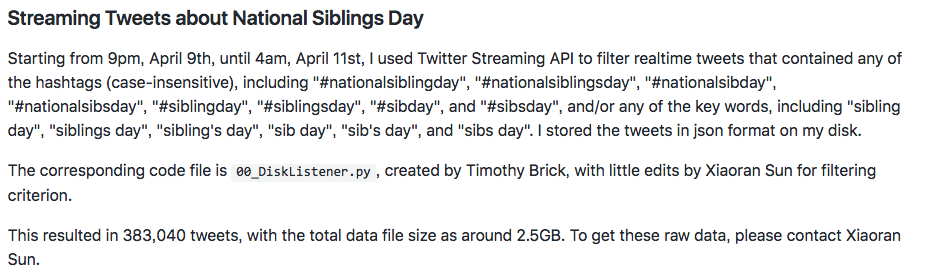 Streaming Tweets about National Siblings Day
Starting from 9pm, April 9th, until 4am, April 11st, I used Twitter Streaming API to filter realtime tweets that contained any of
the hashtags (case-insensitive), including "#nationalsiblingday", "#nationalsiblingsday", "#nationalsibday",
"#nationalsibsday", "#siblingday", "#siblingsday", "#sibday", and "#sibsday", and/or any of the key words, including "sibling
day", "siblings day", "sibling's day", "sib day", "sib's day", and "sibs day". I stored the tweets in json format on my disk.
The corresponding code file is 00_DiskListener.py, created by Timothy Brick, with little edits by Xiaoran Sun for filtering
criterion.
This resulted in 383,040 tweets, with the total data file size as around 2.5GB. To get these raw data, please contact Xiaoran
Sun.